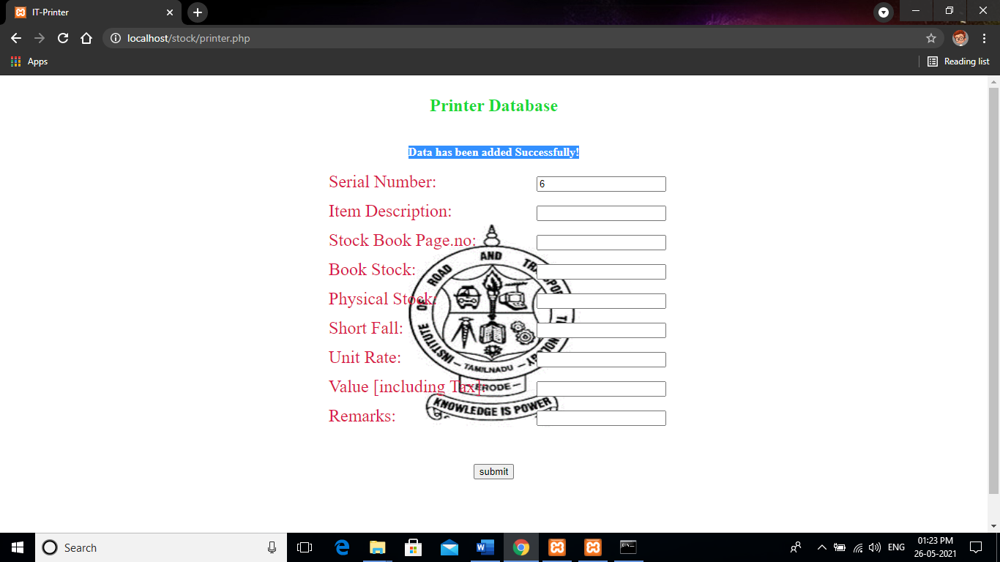 IT-Printer
localhost/stock/printer.php
Apps
Reading list
Printer Database
Data has been added Successfully!
Serial Number: 6
Item Description:
Stock Book Page.no:
Book Stock:
Physical Stock:
Short Fall:
Unit Rate:
Value [including Tax]:
Remarks:
INSTITUTE OF ROAD AND TRANSPORT TECHNOLOGY
TAMILNADU
ERODE
KNOWLEDGE IS POWER
submit
Search
ENG
01:23 PM
26-05-2021